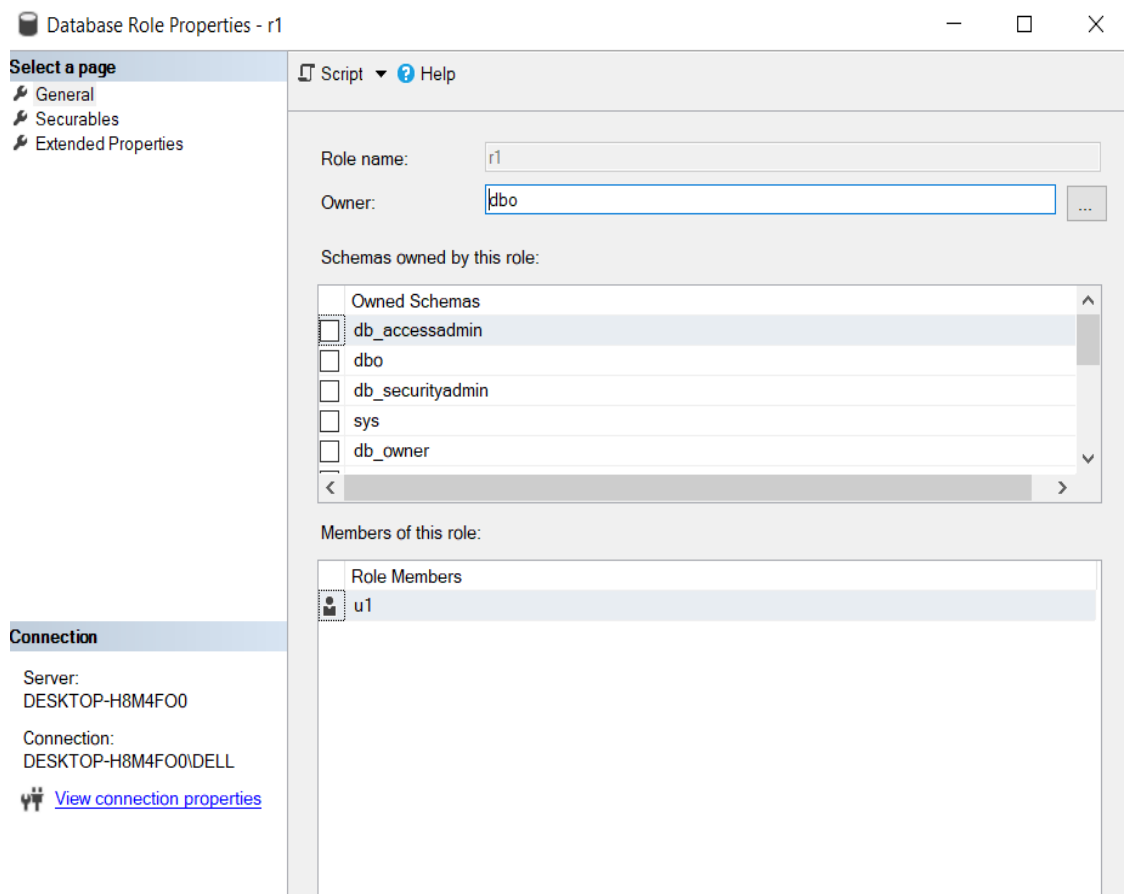 Database Role Properties - r1
Select a page
General
Securables
Extended Properties
Script Help
Role name: r1
Owner: dbo ...
Schemas owned by this role:
Owned Schemas
db_accessadmin
dbo
db_securityadmin
sys
db_owner
Members of this role:
Role Members
u1
Connection
Server:
DESKTOP-H8M4FO0
Connection:
DESKTOP-H8M4FO0\DELL
View connection properties